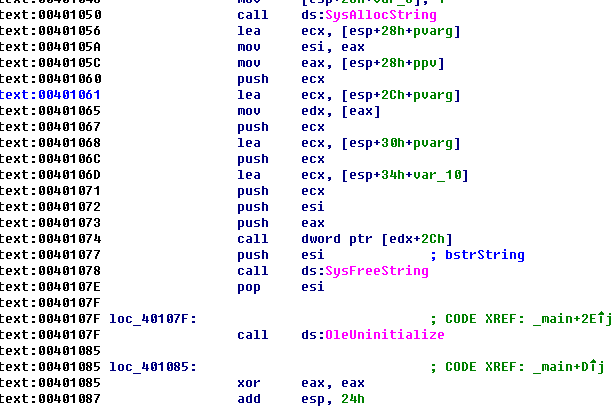 text:00401050 call ds:SysAllocString
text:00401056 lea ecx, [esp+28h+pvarg]
text:0040105A mov esi, eax
text:0040105C mov eax, [esp+28h+ppv]
text:00401060 push ecx
text:00401061 lea ecx, [esp+2Ch+pvarg]
text:00401065 mov edx, [eax]
text:00401067 push ecx
text:00401068 lea ecx, [esp+30h+pvarg]
text:0040106C push ecx
text:0040106D lea ecx, [esp+34h+var_10]
text:00401071 push ecx
text:00401072 push esi
text:00401073 push eax
text:00401074 call dword ptr [edx+2Ch]
text:00401077 push esi ; bstrString
text:00401078 call ds:SysFreeString
text:0040107E pop esi
text:0040107F
text:0040107F loc_40107F: ; CODE XREF: _main+2E↑j
text:0040107F call ds:OleUninitialize
text:00401085
text:00401085 loc_401085: ; CODE XREF: _main+D↑j
text:00401085 xor eax, eax
text:00401087 add esp, 24h